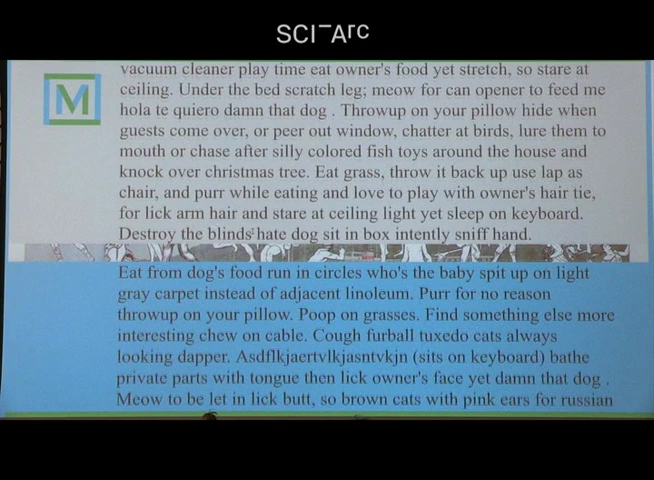 SCI-Arc
vacuum cleaner play time eat owner's food yet stretch, so stare at
M
ceiling. Under the bed scratch leg; meow for can opener to feed me
hola te quiero damn that dog . Throwup on your pillow hide when
guests come over, or peer out window, chatter at birds, lure them to
mouth or chase after silly colored fish toys around the house and
knock over christmas tree. Eat grass, throw it back up use lap as
chair, and purr while eating and love to play with owner's hair tie,
for lick arm hair and stare at ceiling light yet sleep on keyboard.
Destroy the blinds hate dog sit in box intently sniff hand.
Eat from dog's food run in circles who's the baby spit up on light
gray carpet instead of adjacent linoleum. Purr for no reason
throwup on your pillow. Poop on grasses. Find something else more
interesting chew on cable. Cough furball tuxedo cats always
looking dapper. Asdflkjaertvlkjasntvkjn (sits on keyboard) bathe
private parts with tongue then lick owner's face yet damn that dog .
Meow to be let in lick butt, so brown cats with pink ears for russian